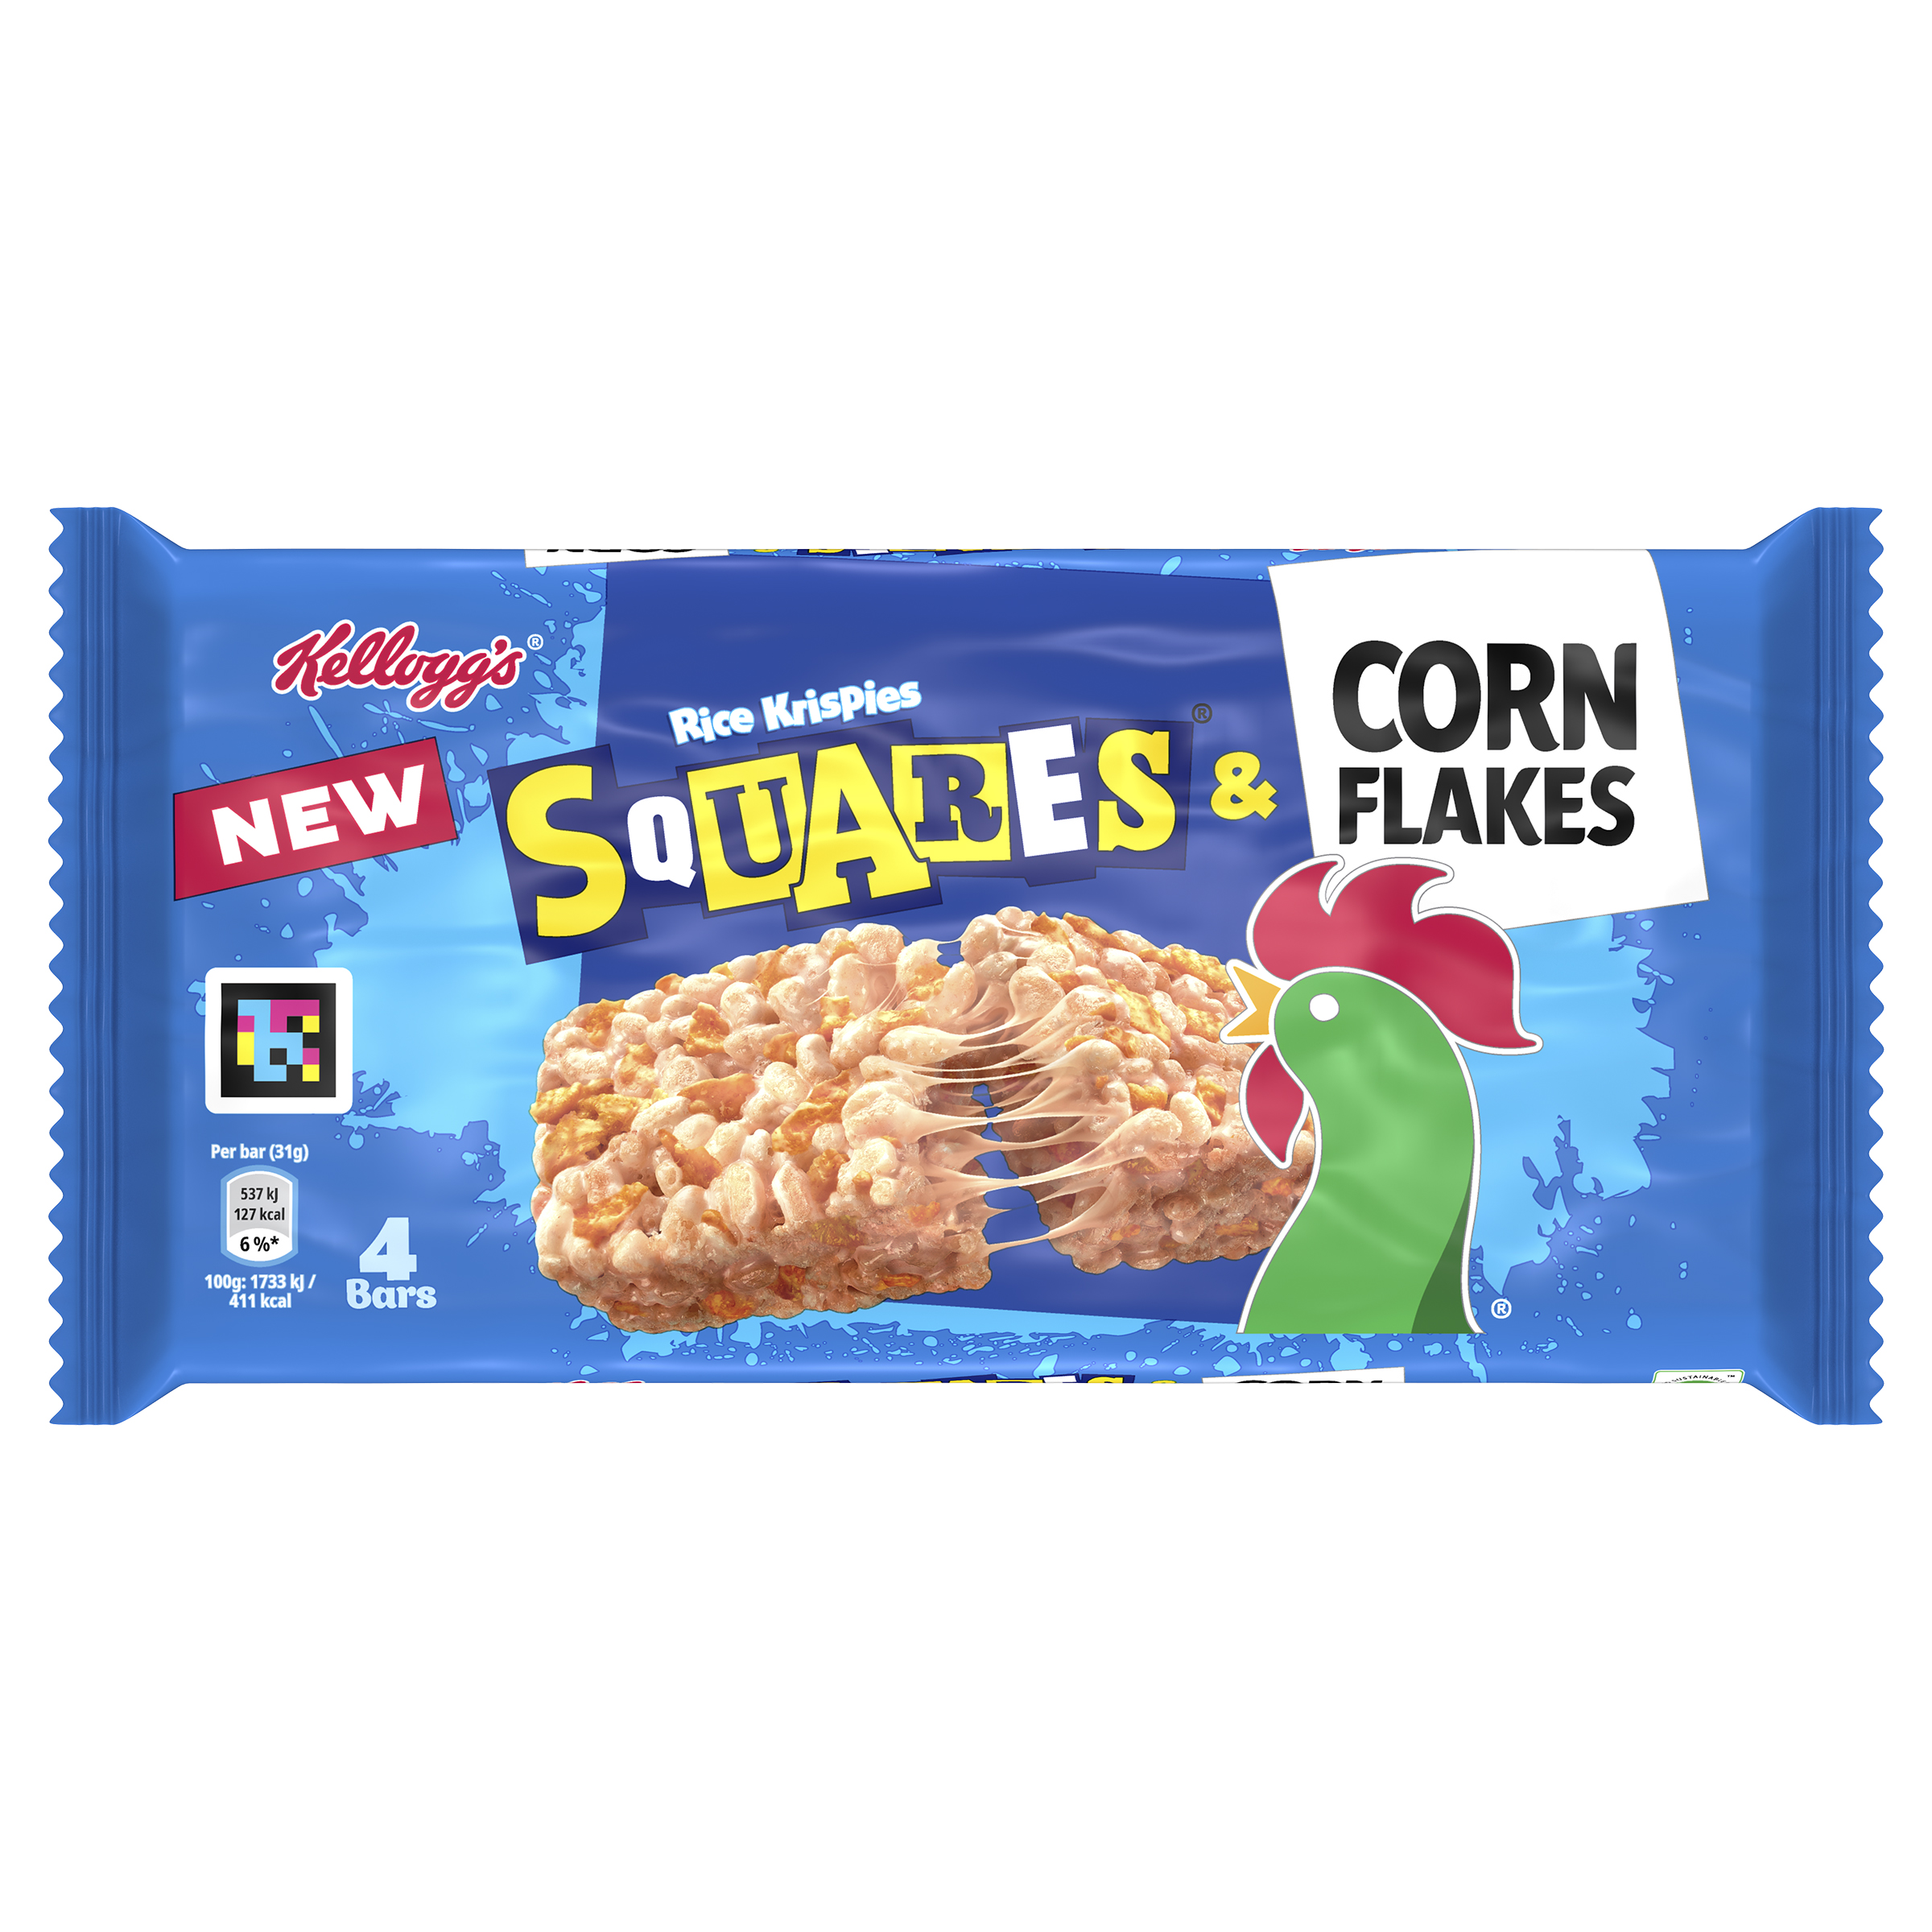 Kellogg's®
NEW
Rice Krispies
SQUARES® &
CORN
FLAKES
Per bar (31g)
537 kJ
127 kcal
6 %*
100g: 1733 kJ /
411 kcal
4
Bars
®